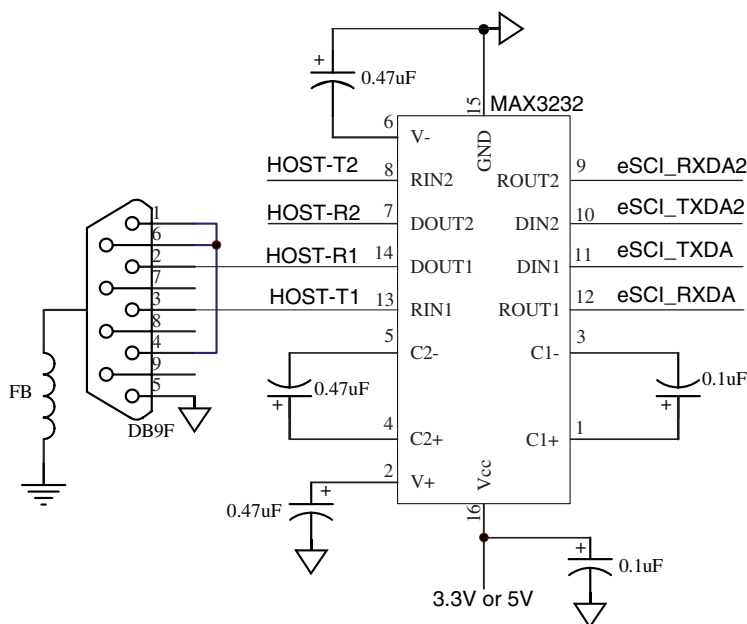 +
0.47uF
MAX3232
15
GND
6
V-
HOST-T2
8
RIN2
ROUT2
9
eSCI_RXDA2
HOST-R2
7
DOUT2
DIN2
10
eSCI_TXDA2
HOST-R1
14
DOUT1
DIN1
11
eSCI_TXDA
HOST-T1
13
RIN1
ROUT1
12
eSCI_RXDA
1
6
2
7
3
8
4
9
5
DB9F
FB
5
C2-
C1-
3
0.47uF
+
0.1uF
+
4
C2+
C1+
1
2
V+
Vcc
16
0.47uF
+
+
0.1uF
3.3V or 5V